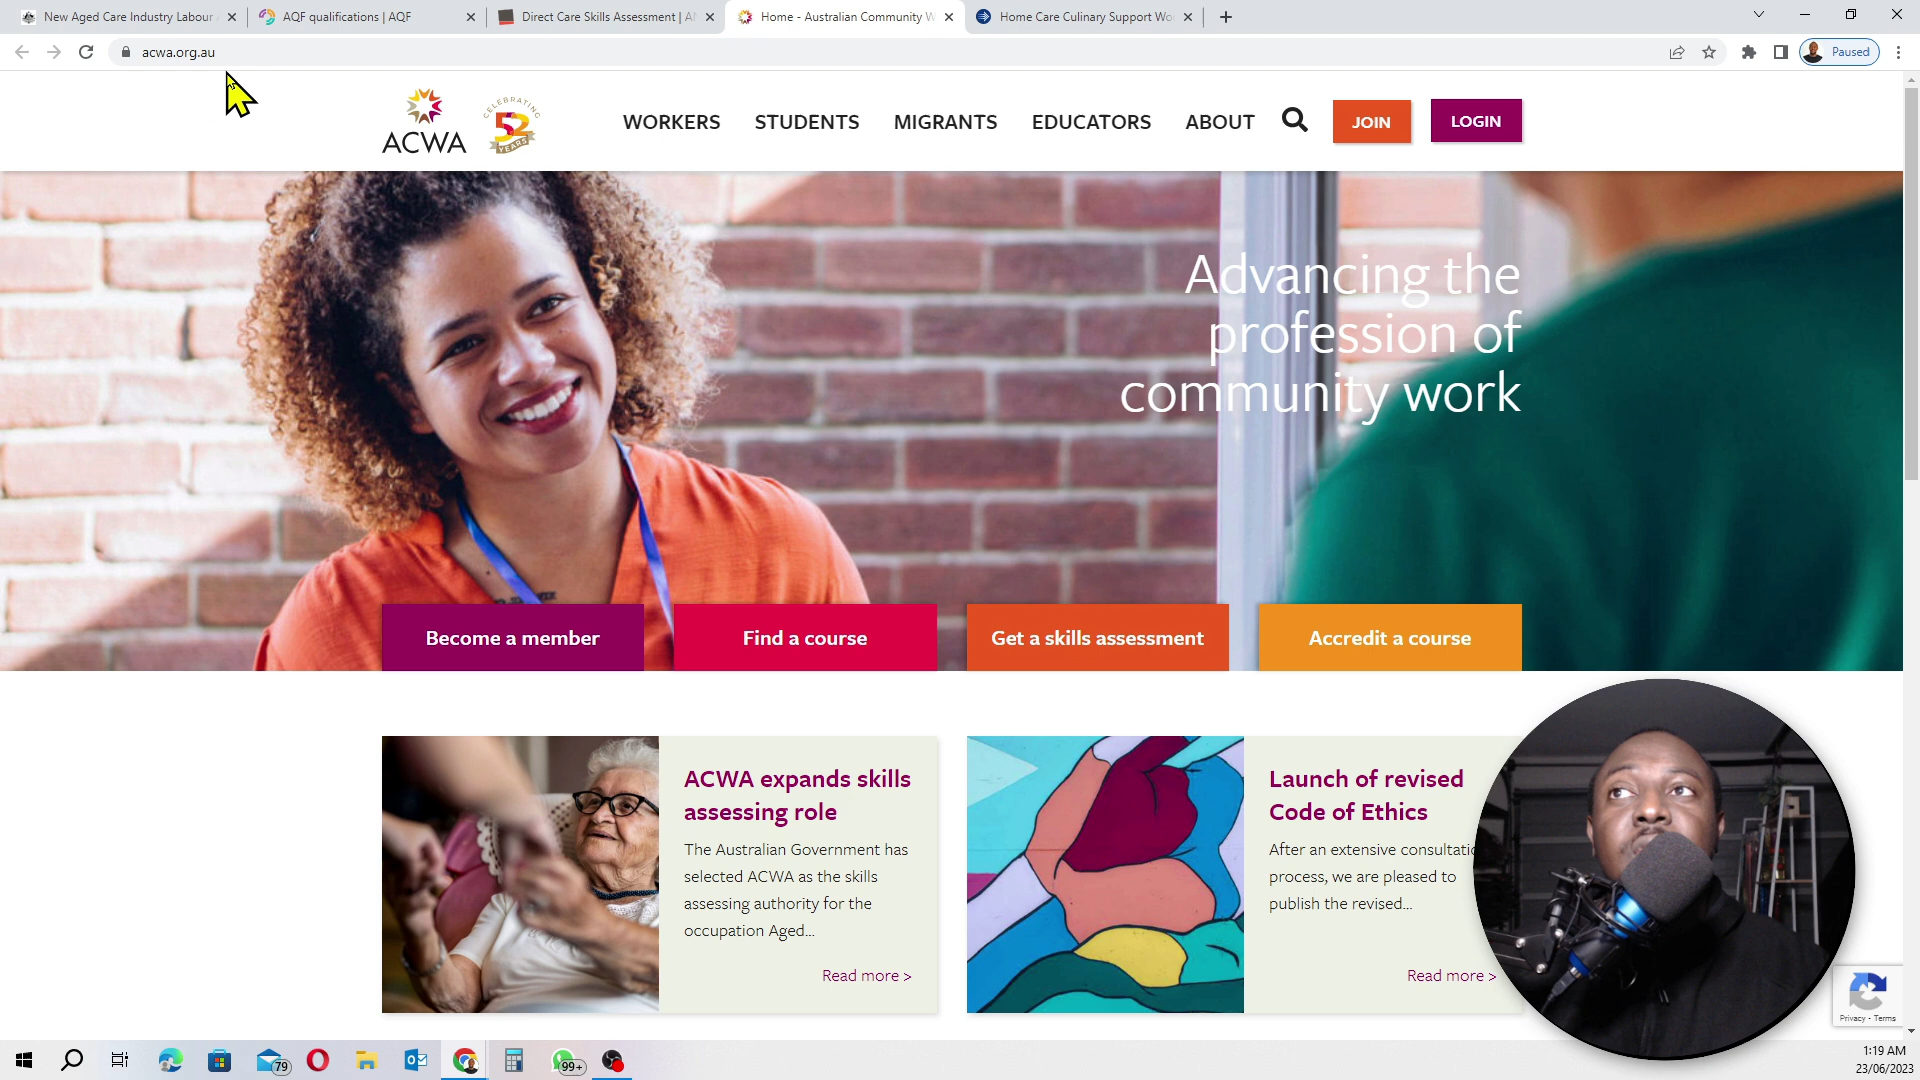 New Aged Care Industry Labour
AQF qualifications | AQF
Direct Care Skills Assessment |
Home - Australian Community W
Home Care Culinary Support Wo
acwa.org.au
Paused
ACWA
CELEBRATING
52
YEARS
WORKERS
STUDENTS
MIGRANTS
EDUCATORS
ABOUT
JOIN
LOGIN
Advancing the
profession of
community work
Become a member
Find a course
Get a skills assessment
Accredit a course
ACWA expands skills
assessing role
The Australian Government has
selected ACWA as the skills
assessing authority for the
occupation Aged...
Read more >
Launch of revised
Code of Ethics
After an extensive consultatio
process, we are pleased to
publish the revised...
Read more >
Privacy - Terms
79
99+
1:19 AM
23/06/2023